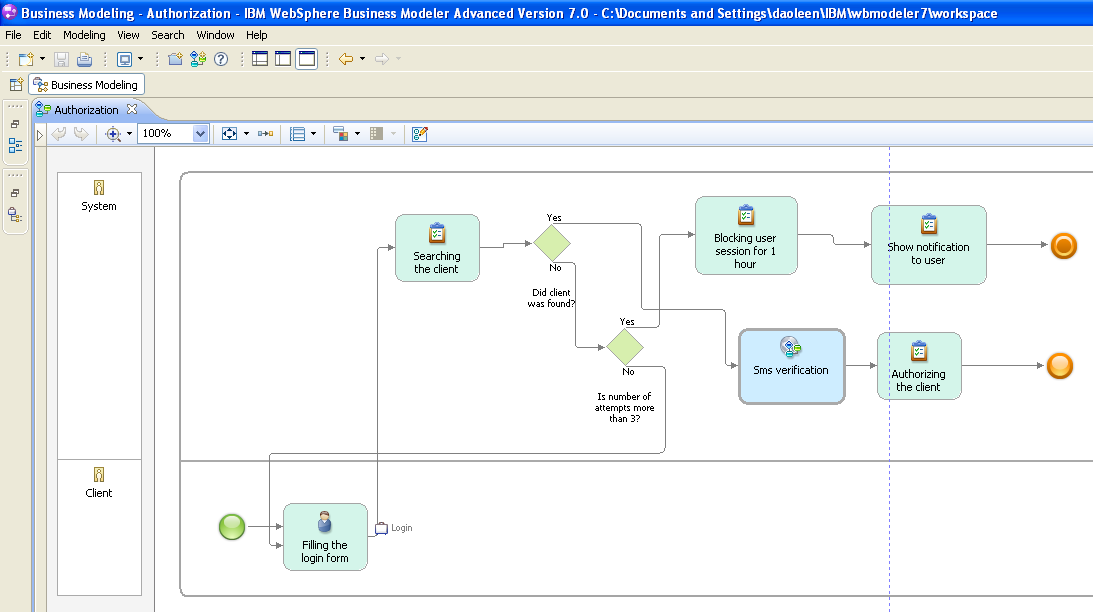 Business Modeling - Authorization - IBM WebSphere Business Modeler Advanced Version 7.0 - C:\Documents and Settings\daoleen\IBM\wbmodeler7\workspace
File Edit Modeling View Search Window Help
Business Modeling
Authorization
100%
System
Searching
the client
Yes
No
Did client
was found?
Blocking user
session for 1
hour
Show notification
to user
Yes
No
Is number of
attempts more
than 3?
Sms verification
Authorizing
the client
Client
Filling the
login form
Login